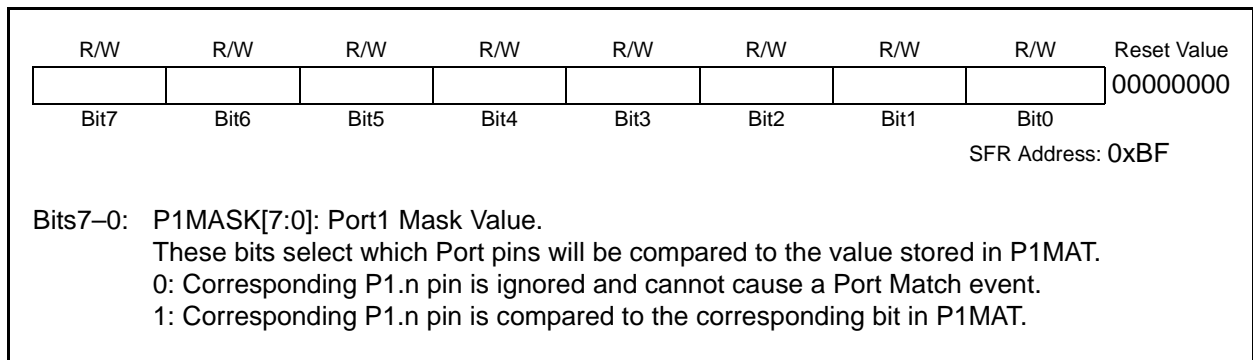 R/W R/W R/W R/W R/W R/W R/W R/W Reset Value
00000000
Bit7 Bit6 Bit5 Bit4 Bit3 Bit2 Bit1 Bit0
SFR Address: 0xBF
Bits7–0: P1MASK[7:0]: Port1 Mask Value.
These bits select which Port pins will be compared to the value stored in P1MAT.
0: Corresponding P1.n pin is ignored and cannot cause a Port Match event.
1: Corresponding P1.n pin is compared to the corresponding bit in P1MAT.